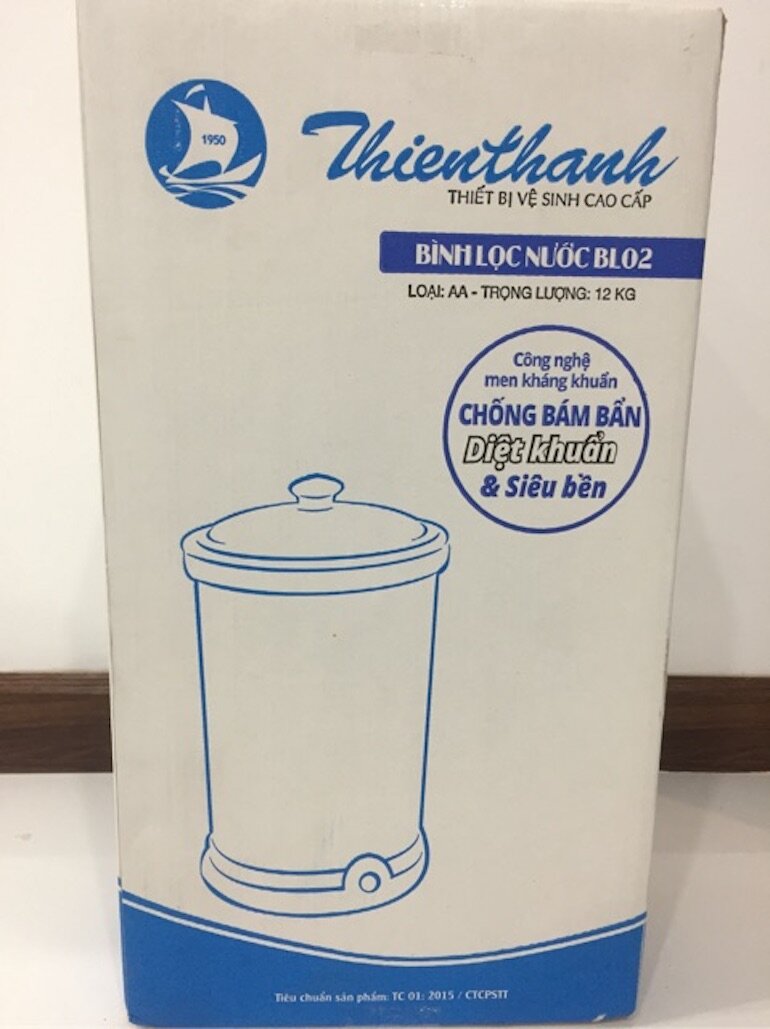 1950
Thienthanh
THIẾT BỊ VỆ SINH CAO CẤP
BÌNH LỌC NƯỚC BL02
LOẠI: AA - TRỌNG LƯỢNG: 12 KG
Công nghệ
men kháng khuẩn
CHỐNG BÁM BẨN
Diệt khuẩn
& Siêu bền
Tiêu chuẩn sản phẩm: TC 01: 2015 / CTCPSTT